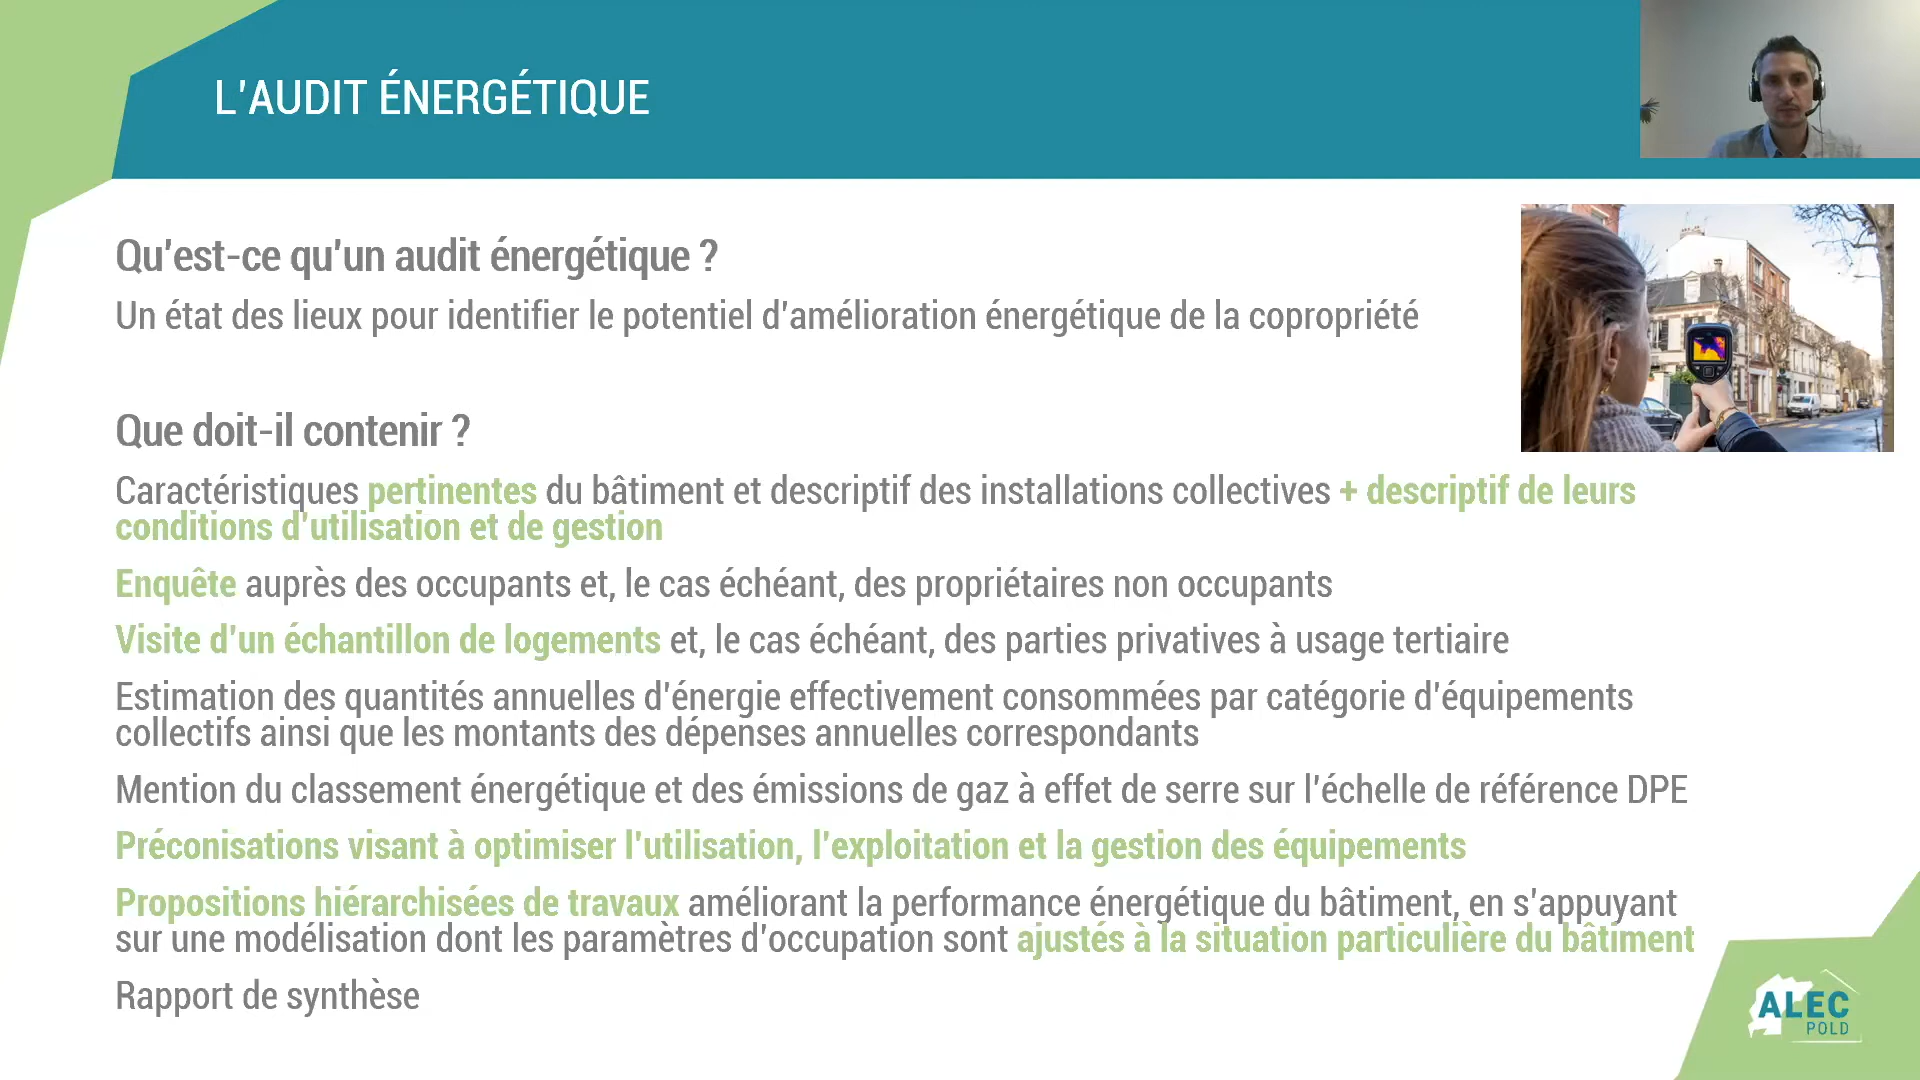 L'AUDIT ÉNERGÉTIQUE
Qu'est-ce qu'un audit énergétique ?
Un état des lieux pour identifier le potentiel d'amélioration énergétique de la copropriété
Que doit-il contenir ?
Caractéristiques pertinentes du bâtiment et descriptif des installations collectives + descriptif de leurs
conditions d'utilisation et de gestion
Enquête auprès des occupants et, le cas échéant, des propriétaires non occupants
Visite d'un échantillon de logements et, le cas échéant, des parties privatives à usage tertiaire
Estimation des quantités annuelles d'énergie effectivement consommées par catégorie d'équipements
collectifs ainsi que les montants des dépenses annuelles correspondants
Mention du classement énergétique et des émissions de gaz à effet de serre sur l'échelle de référence DPE
Préconisations visant à optimiser l'utilisation, l'exploitation et la gestion des équipements
Propositions hiérarchisées de travaux améliorant la performance énergétique du bâtiment, en s'appuyant
sur une modélisation dont les paramètres d'occupation sont ajustés à la situation particulière du bâtiment
Rapport de synthèse
ALEC
POLD